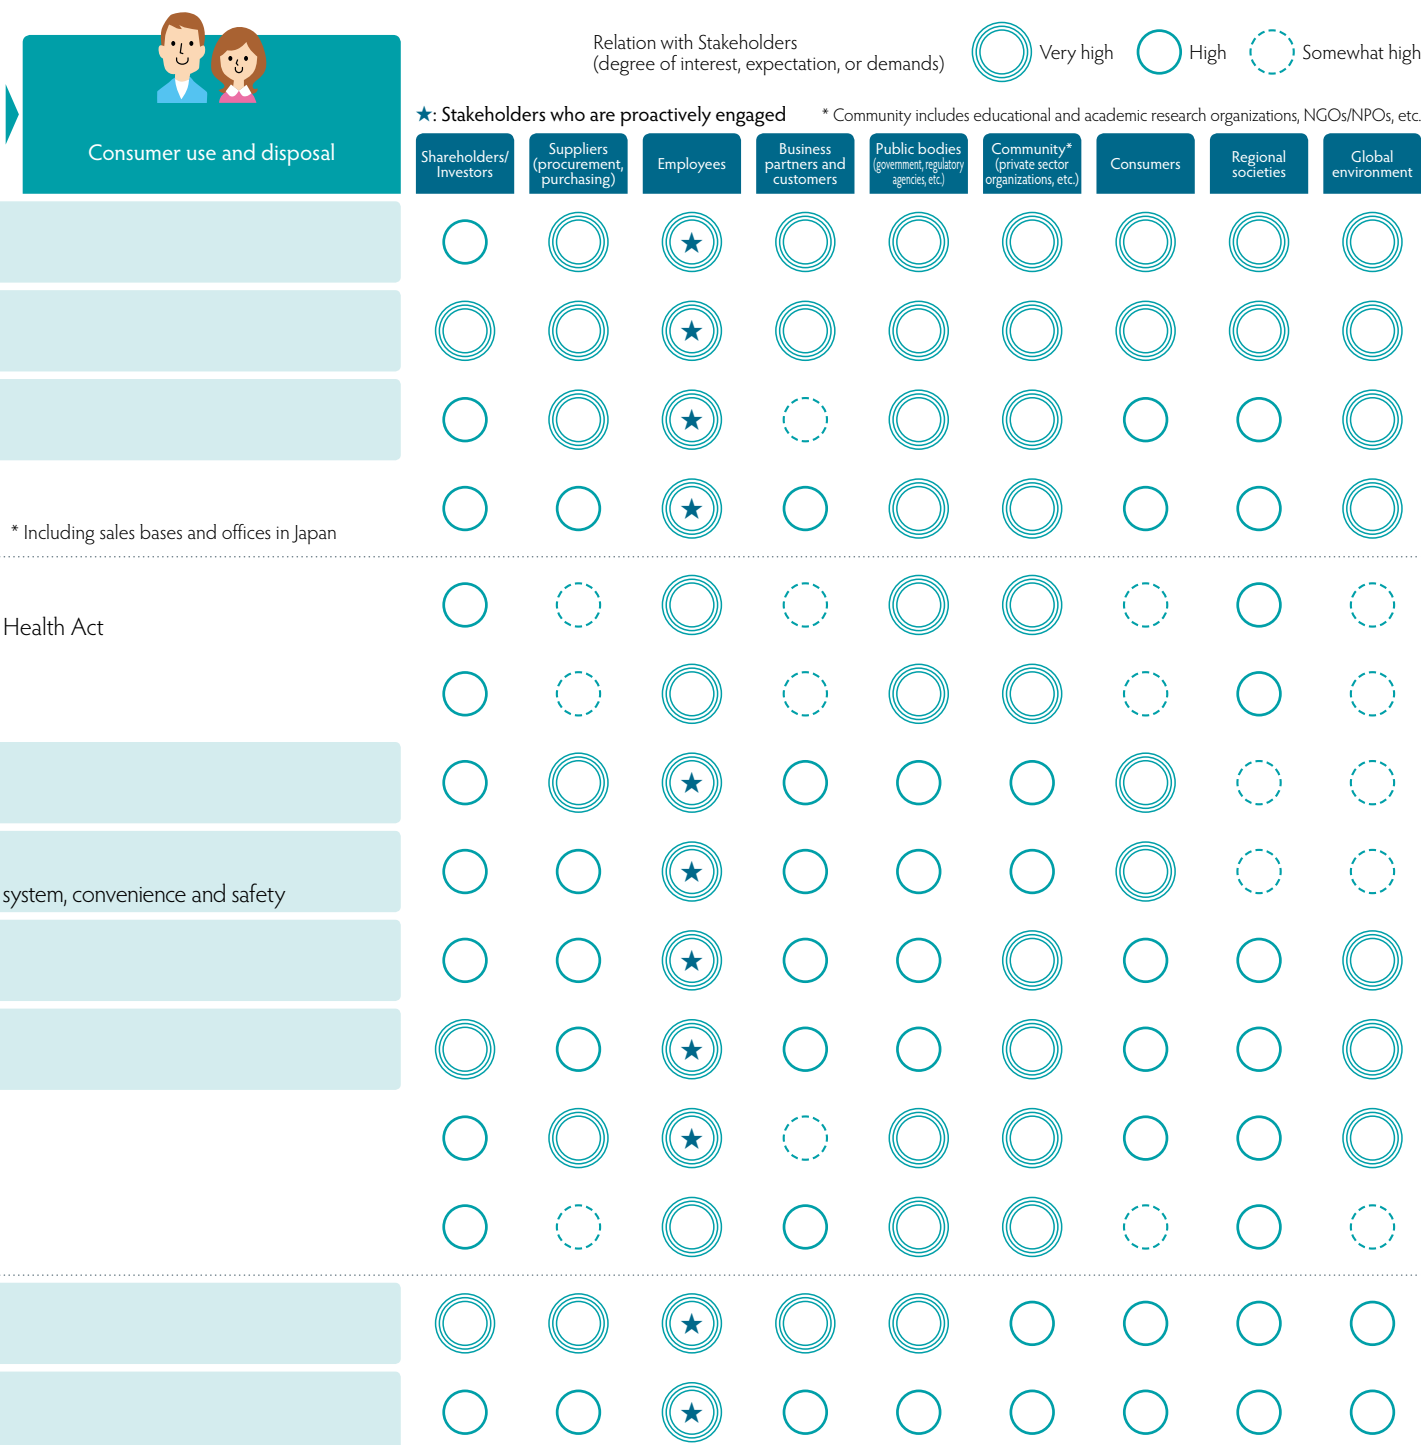 Relation with Stakeholders
(degree of interest, expectation, or demands)
Very high
High
Somewhat high
★: Stakeholders who are proactively engaged
* Community includes educational and academic research organizations, NGOs/NPOs, etc.
Consumer use and disposal
Shareholders/
Investors
Suppliers
(procurement,
purchasing)
Employees
Business
partners and
customers
Public bodies
(government, regulatory
agencies, etc.)
Community*
(private sector
organizations, etc.)
Consumers
Regional
societies
Global
environment
* Including sales bases and offices in Japan
Health Act
system, convenience and safety